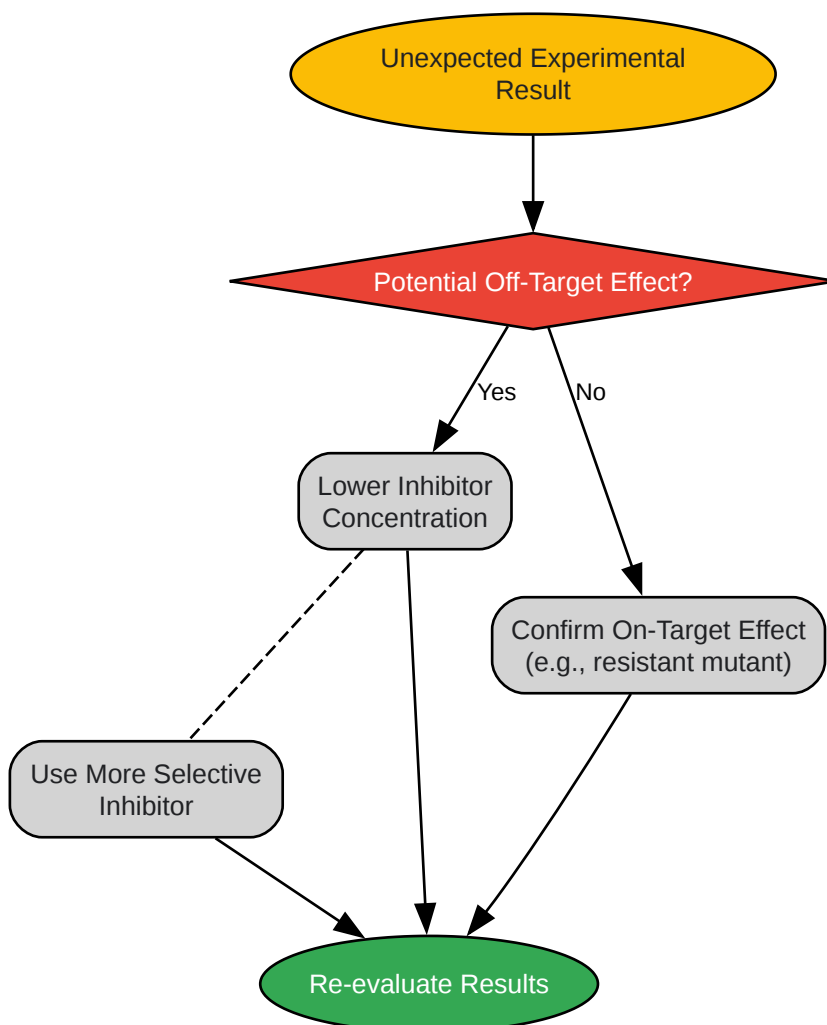 Unexpected Experimental
Result
Potential Off-Target Effect?
Yes
No
Lower Inhibitor
Concentration
Confirm On-Target Effect
(e.g., resistant mutant)
Use More Selective
Inhibitor
Re-evaluate Results